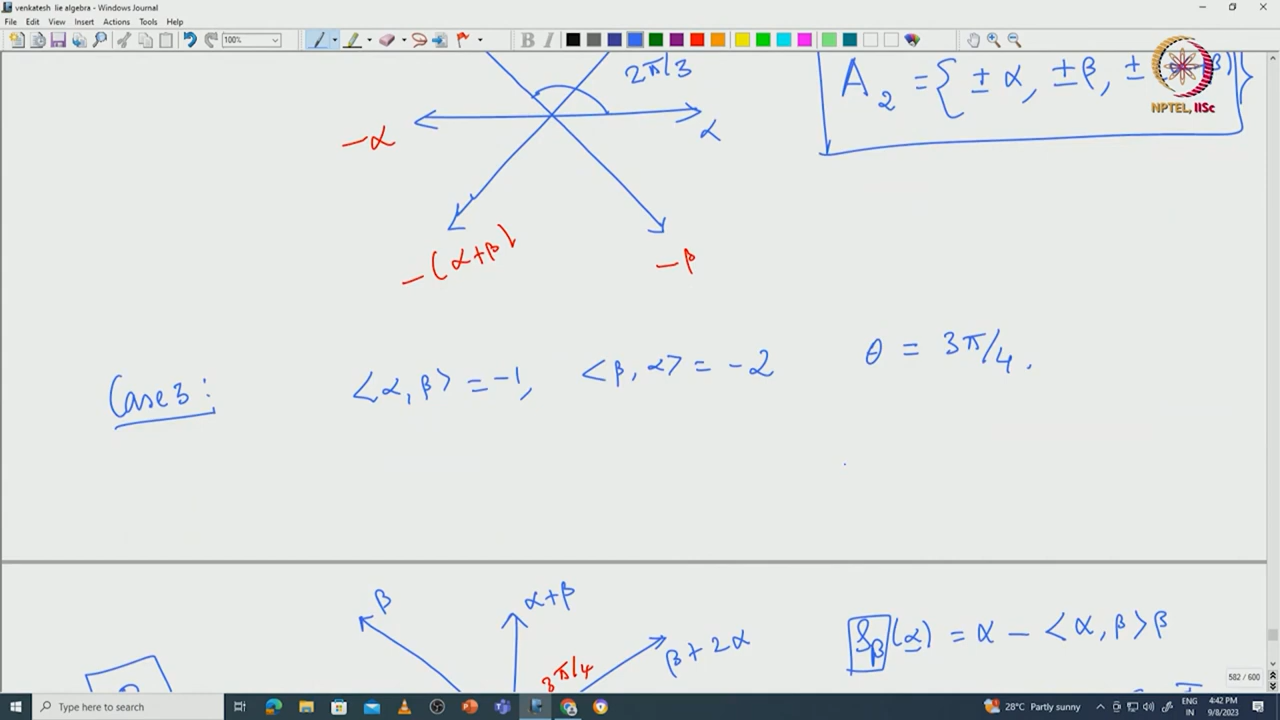 venkatesh lie algebra - Windows Journal
File Edit View Insert Actions Tools Help
100%
B I
2π/3
A₂ = { ± α, ± β, ±
NPTEL, IISc
-α
α
-(α+β)
-β
Case 3 : <α, β> = -1, <β, α> = -2 θ = 3π/4 .
β
α+β
β+2α
3π/4
S_β(α) = α - <α, β> β
582 / 600
Type here to search
28°C Partly sunny
ENG
IN
4:42 PM
9/8/2023